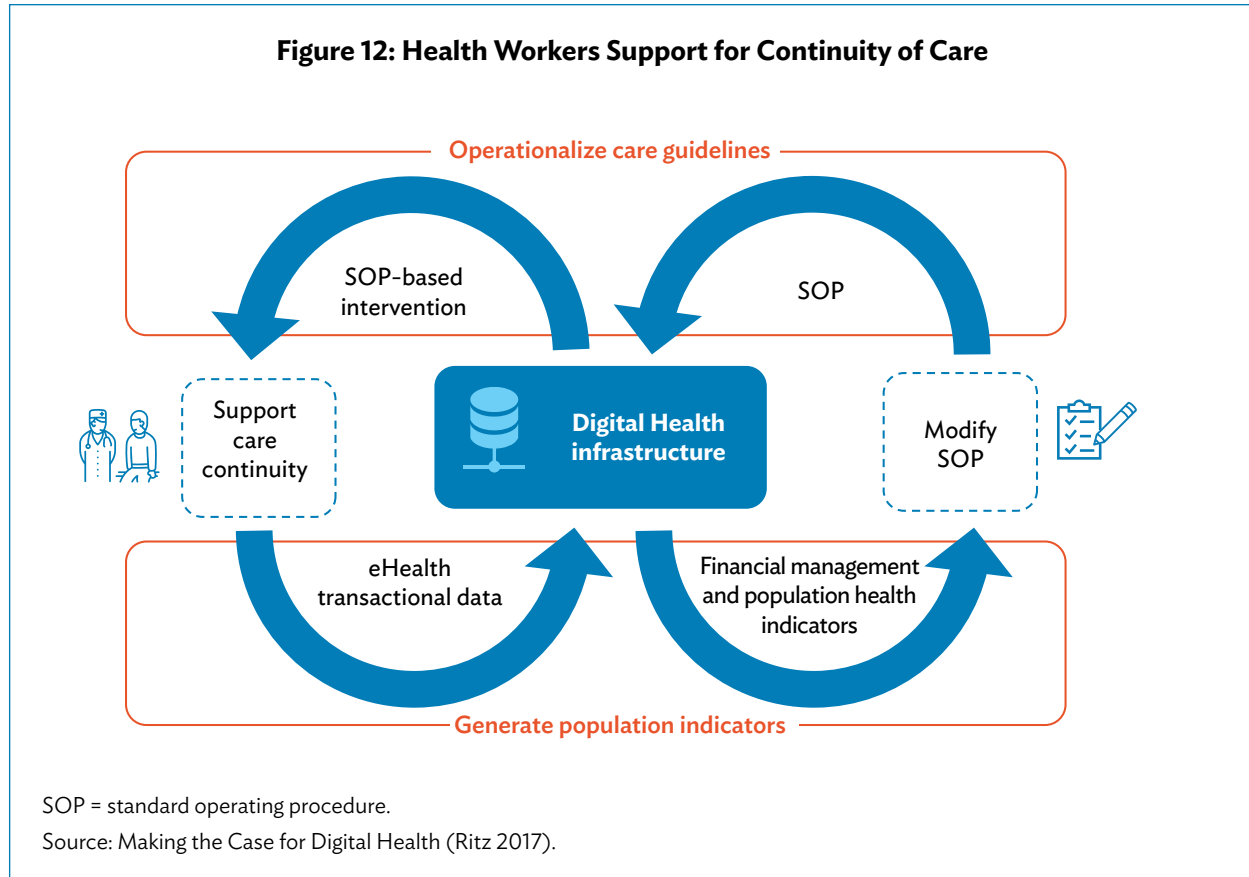 Figure 12: Health Workers Support for Continuity of Care
Operationalize care guidelines
SOP-based
intervention
SOP
Support
care
continuity
Digital Health
infrastructure
Modify
SOP
eHealth
transactional data
Financial management
and population health
indicators
Generate population indicators
SOP = standard operating procedure.
Source: Making the Case for Digital Health (Ritz 2017).